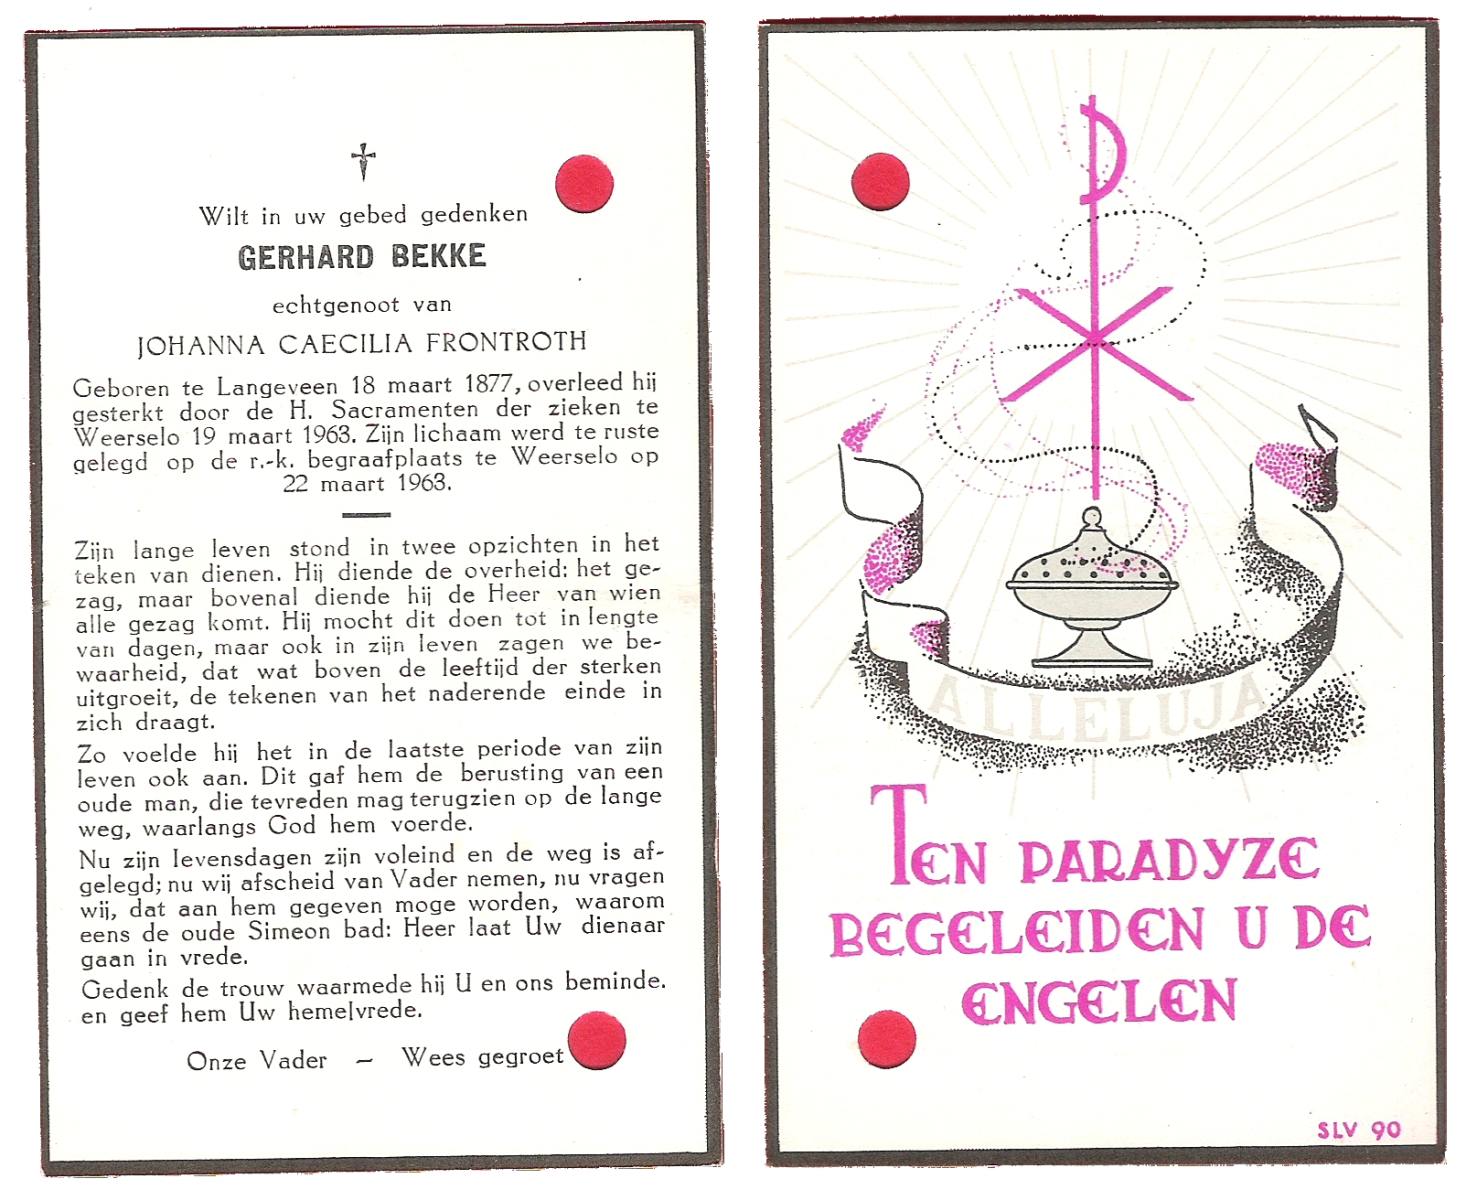 Wilt in uw gebed gedenken
GERHARD BEKKE
echtgenoot van
JOHANNA CAECILIA FRONTROTH
Geboren te Langeveen 18 maart 1877, overleed hij
gesterkt door de H. Sacramenten der zieken te
Weerselo 19 maart 1963. Zijn lichaam werd te ruste
gelegd op de r.-k. begraafplaats te Weerselo op
22 maart 1963.
Zijn lange leven stond in twee opzichten in het
teken van dienen. Hij diende de overheid: het ge-
zag, maar bovenal diende hij de Heer van wien
alle gezag komt. Hij mocht dit doen tot in lengte
van dagen, maar ook in zijn leven zagen we be-
waarheid, dat wat boven de leeftijd der sterken
uitgroeit, de tekenen van het naderende einde in
zich draagt.
Zo voelde hij het in de laatste periode van zijn
leven ook aan. Dit gaf hem de berusting van een
oude man, die tevreden mag terugzien op de lange
weg, waarlangs God hem voerde.
Nu zijn levensdagen zijn voleind en de weg is af-
gelegd; nu wij afscheid van Vader nemen, nu vragen
wij, dat aan hem gegeven moge worden, waarom
eens de oude Simeon bad: Heer laat Uw dienaar
gaan in vrede.
Gedenk de trouw waarmede hij U en ons beminde.
en geef hem Uw hemelvrede.
Onze Vader — Wees gegroet
ALLELUJA
TEN PARADYZE
BEGELEIDEN U DE
ENGELEN
SLV 90